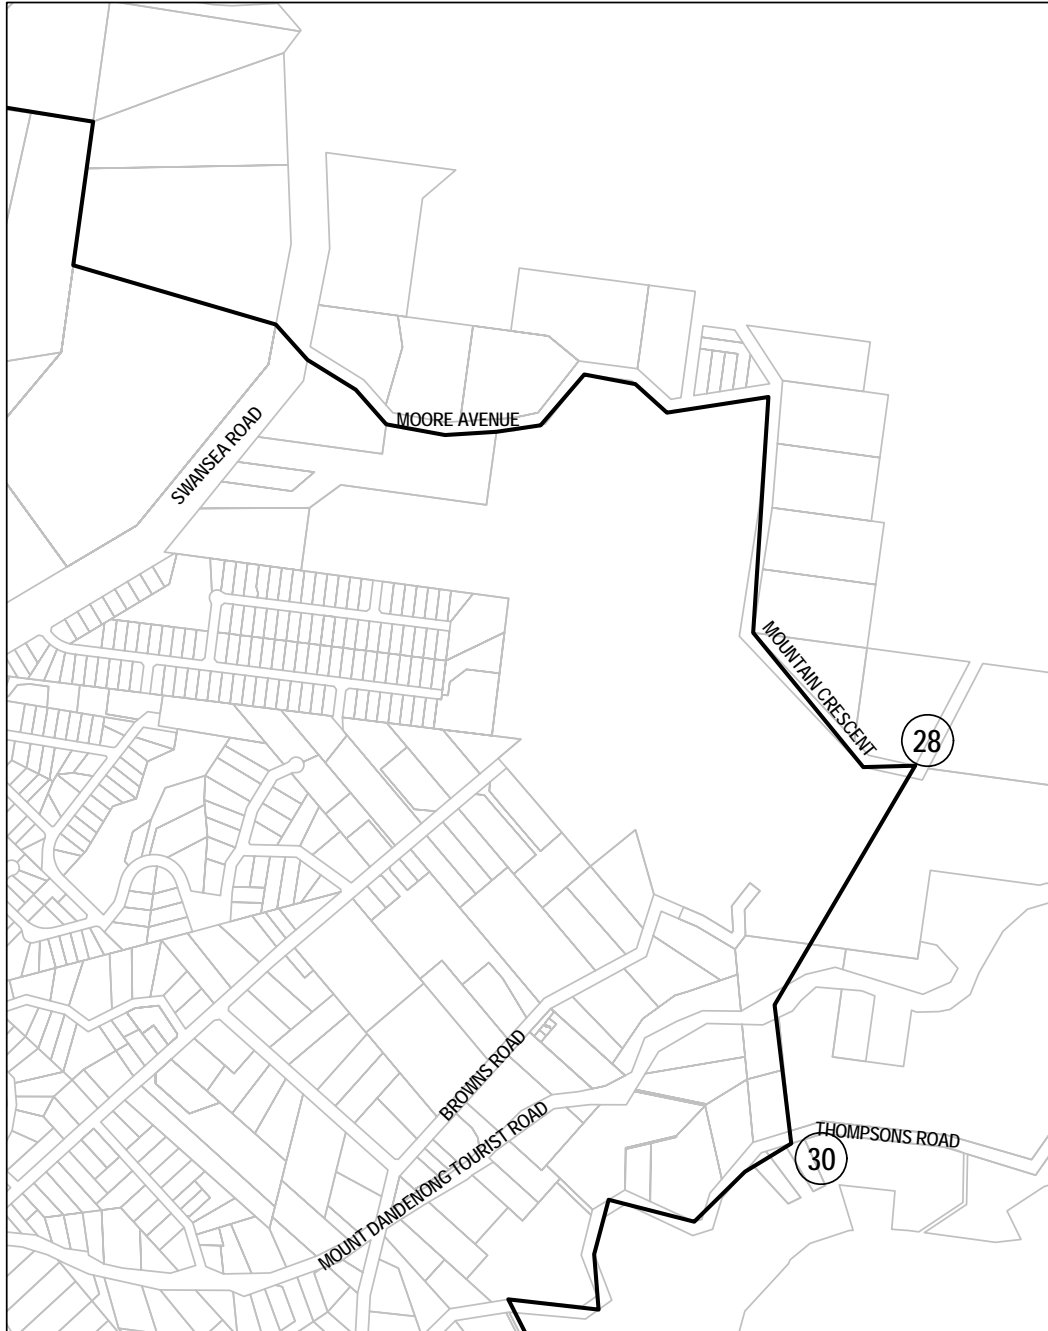 MOORE AVENUE
SWANSEA ROAD
MOUNTAIN CRESCENT
28
BROWNS ROAD
MOUNT DANDENONG TOURIST ROAD
THOMPSONS ROAD
30